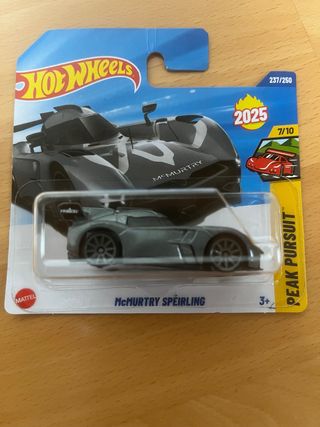 HOT WHEELS
237/250
2025
7/10
McMURTRY
PEAK PURSUIT
MATTEL
McMURTRY SPÉIRLING
3+